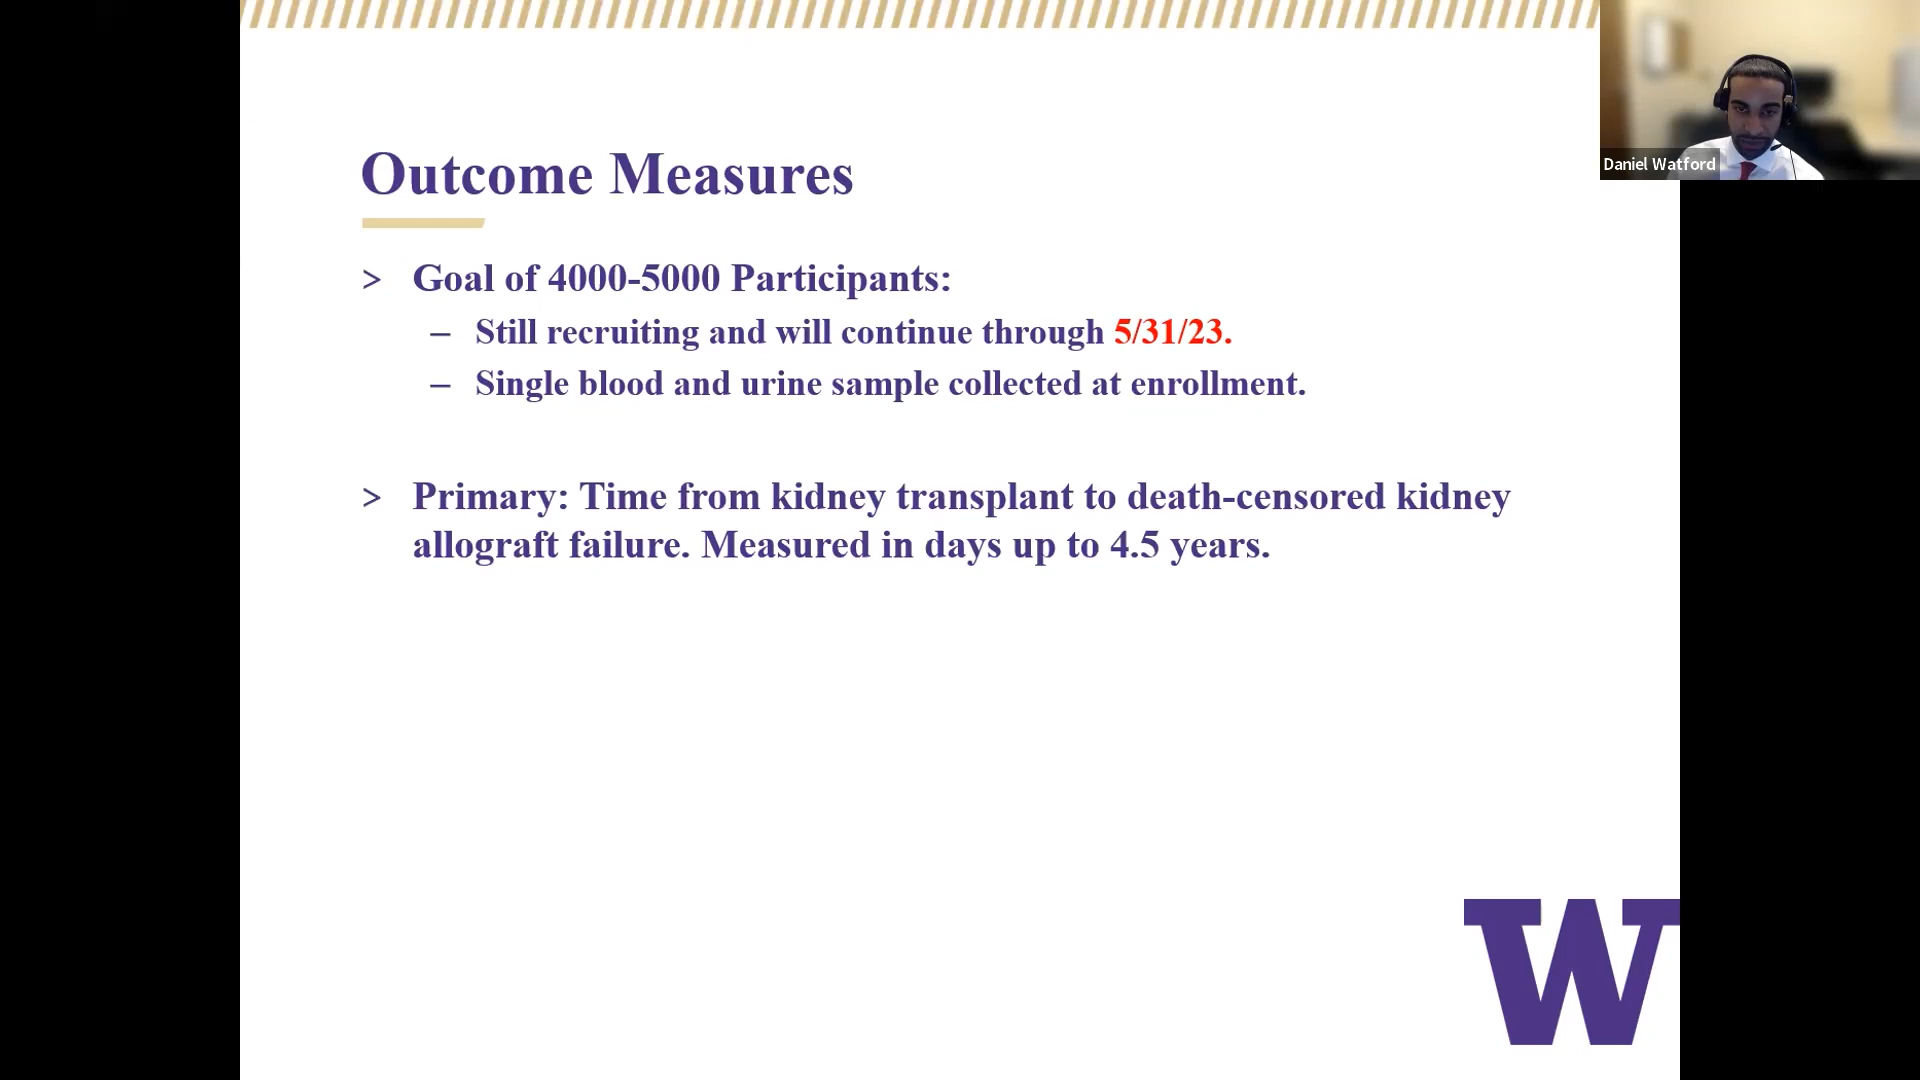 Daniel Watford
Outcome Measures
> Goal of 4000-5000 Participants:
– Still recruiting and will continue through 5/31/23.
– Single blood and urine sample collected at enrollment.
> Primary: Time from kidney transplant to death-censored kidney
allograft failure. Measured in days up to 4.5 years.
W